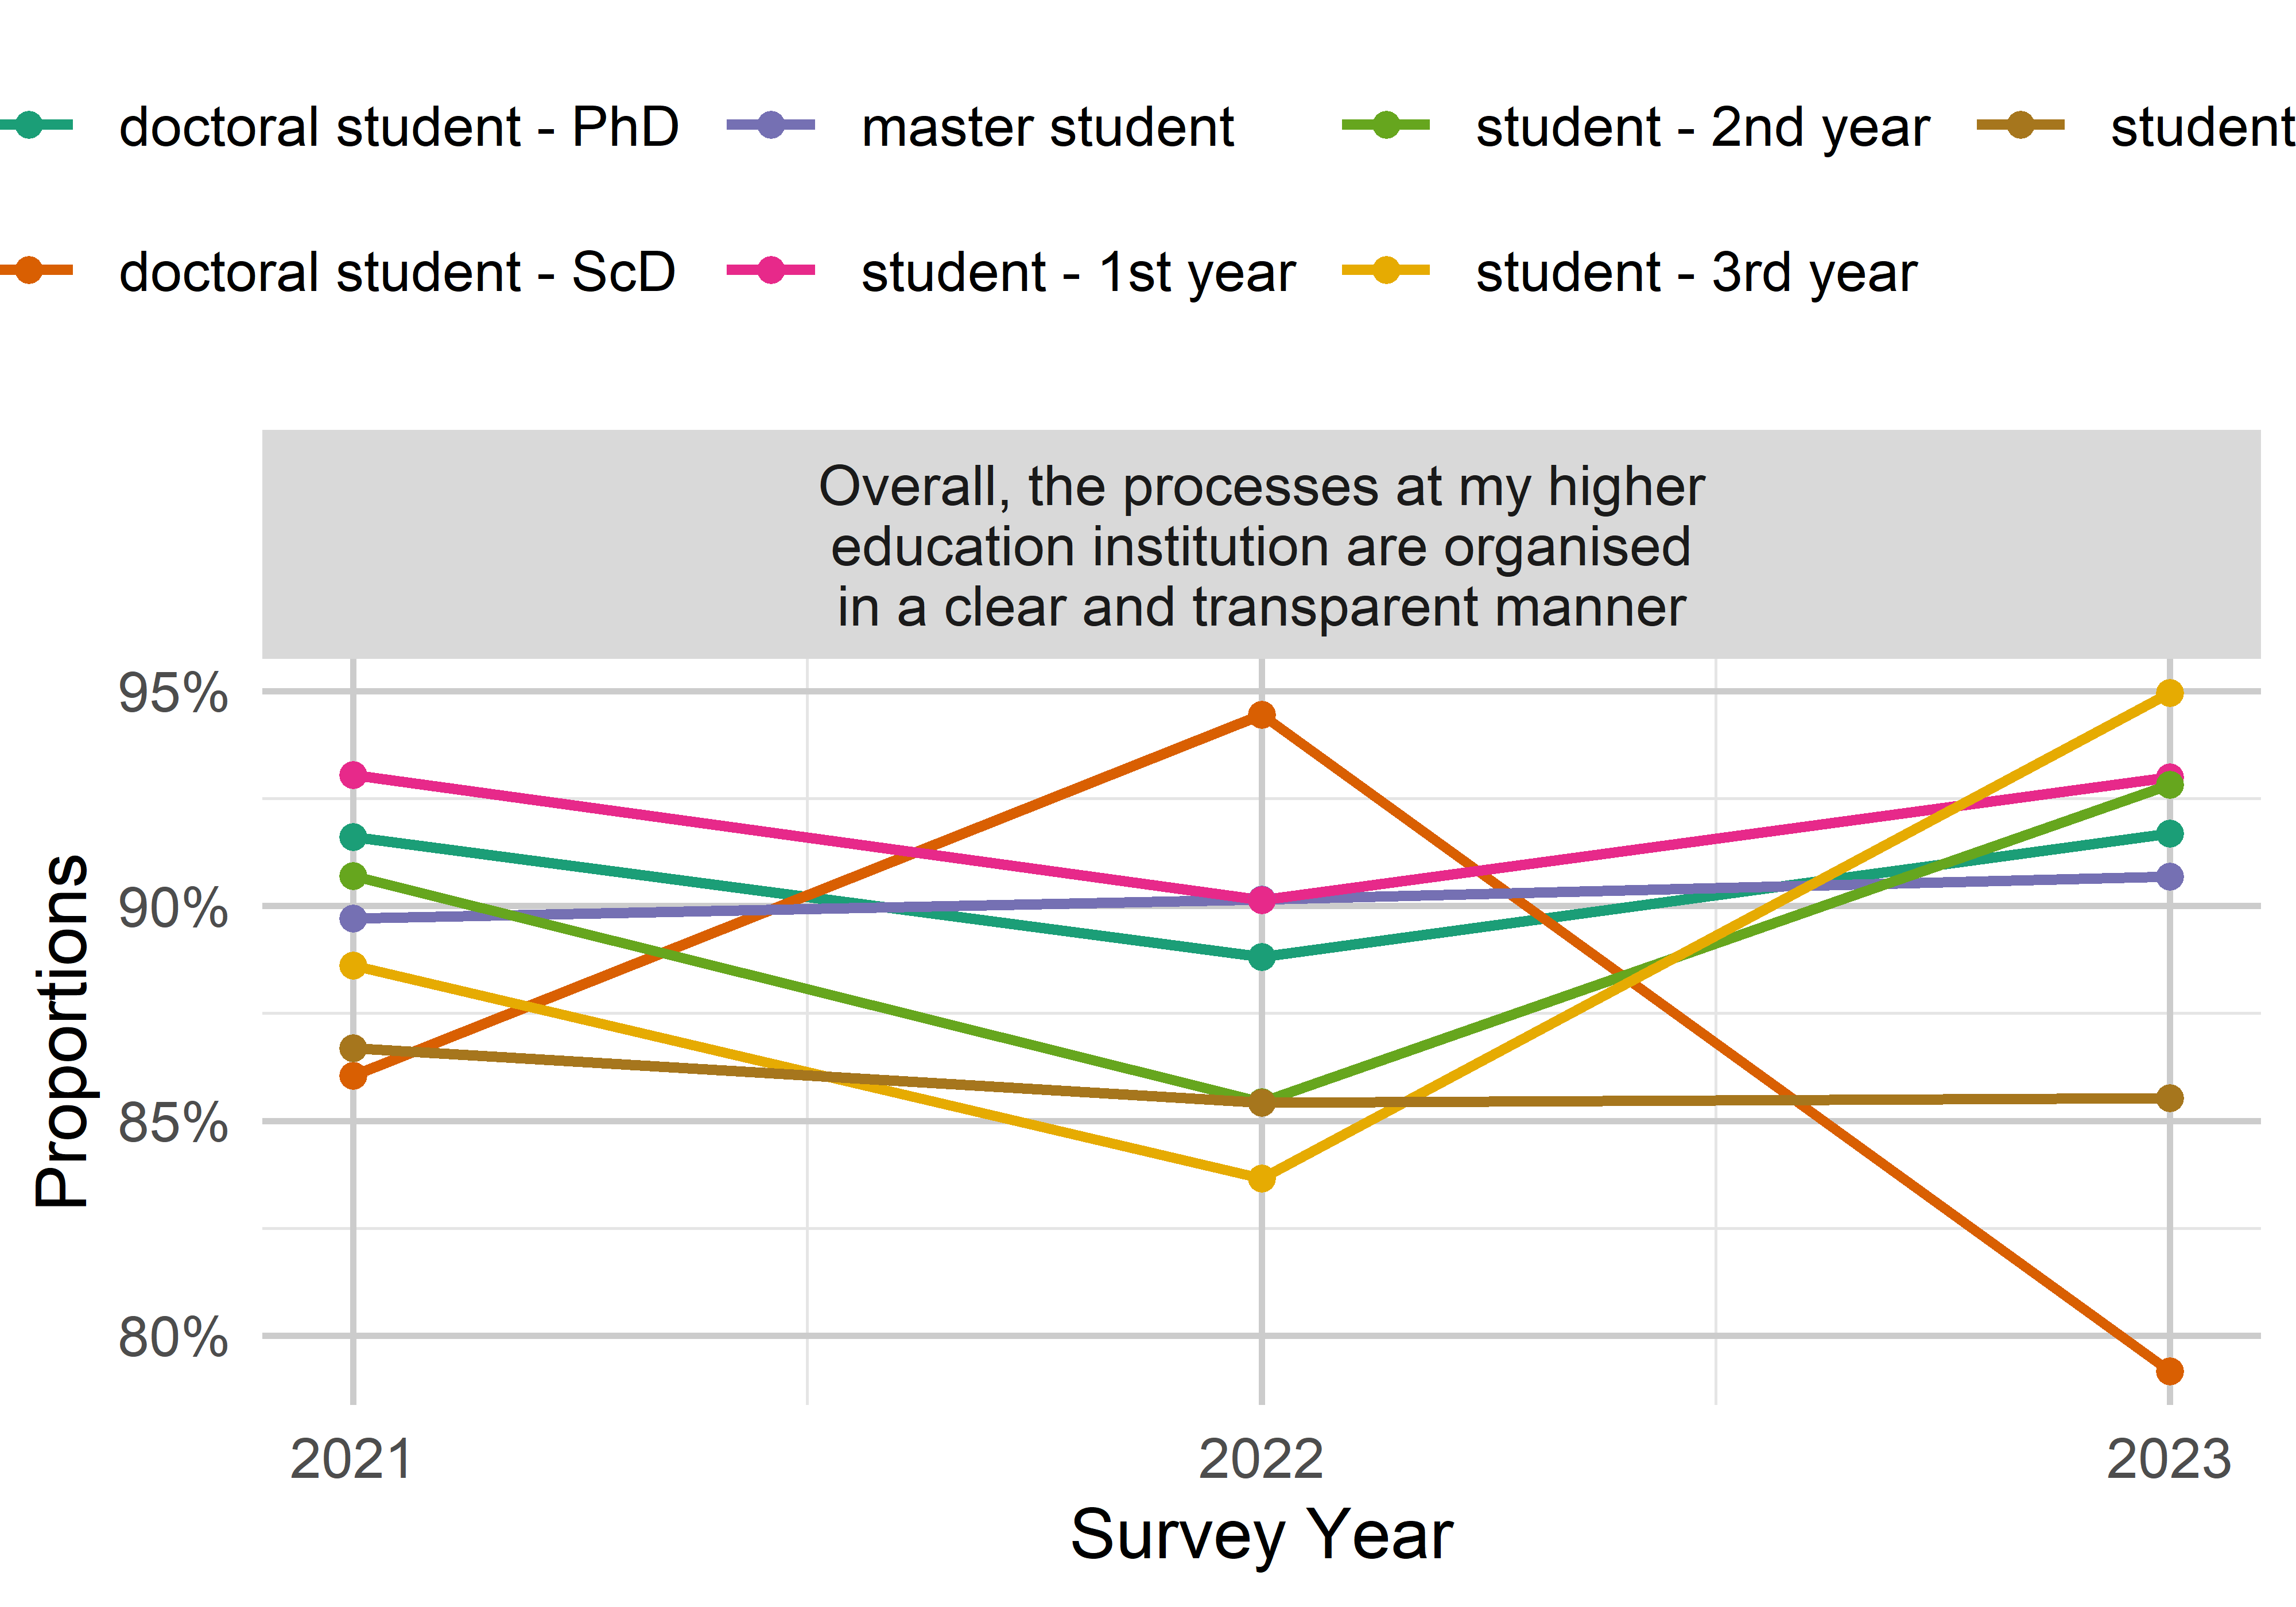 doctoral student - PhD master student student - 2nd year student
doctoral student - ScD student - 1st year student - 3rd year
Overall, the processes at my higher
education institution are organised
in a clear and transparent manner
95%
90%
85%
80%
Proportions
2021 2022 2023
Survey Year